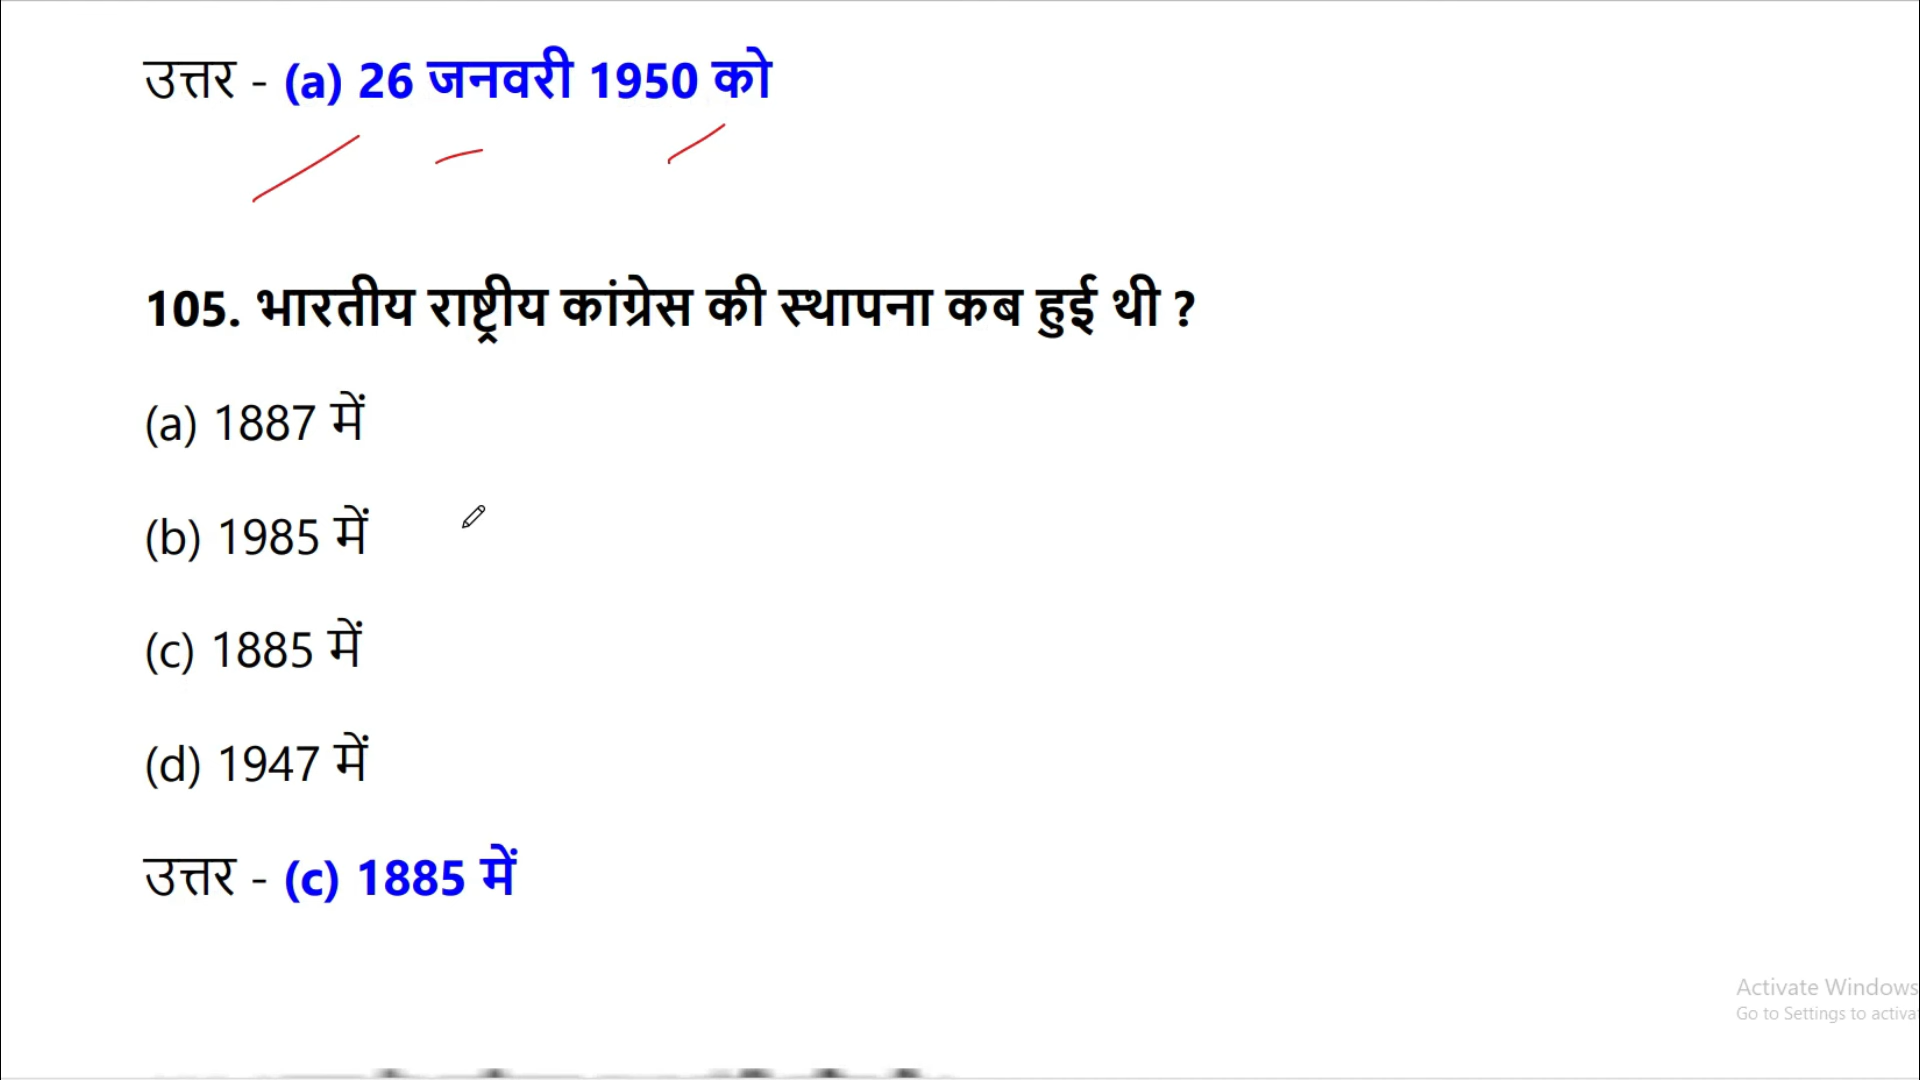 उत्तर - (a) 26 जनवरी 1950 को
105. भारतीय राष्ट्रीय कांग्रेस की स्थापना कब हुई थी ?
(a) 1887 में
(b) 1985 में
(c) 1885 में
(d) 1947 में
उत्तर - (c) 1885 में
Activate Windows
Go to Settings to activa